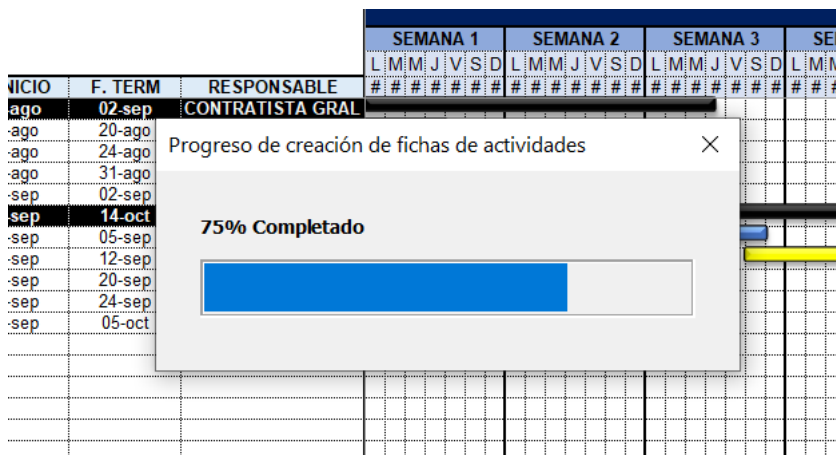 SEMANA 1 SEMANA 2 SEMANA 3 SE
L M M J V S D L M M J V S D L M M J V S D L M M
NICIO F. TERM RESPONSABLE # # # # # # # # # # # # # # # # # # # # # # # #
-ago 02-sep CONTRATISTA GRAL
-ago 20-ago
-ago 24-ago
-ago 31-ago
-sep 02-sep
-sep 14-oct
-sep 05-sep
-sep 12-sep
-sep 20-sep
-sep 24-sep
-sep 05-oct
Progreso de creación de fichas de actividades
75% Completado